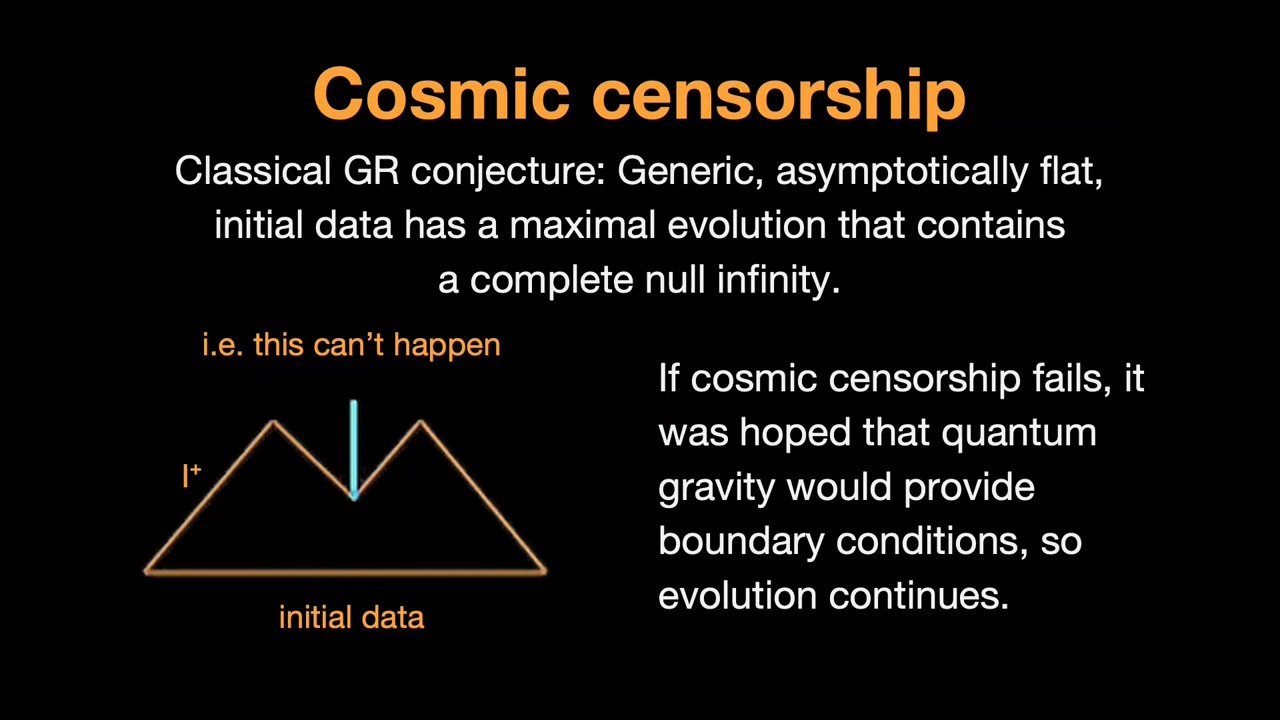 Cosmic censorship
Classical GR conjecture: Generic, asymptotically flat,
initial data has a maximal evolution that contains
a complete null infinity.
i.e. this can’t happen
I⁺
initial data
If cosmic censorship fails, it
was hoped that quantum
gravity would provide
boundary conditions, so
evolution continues.